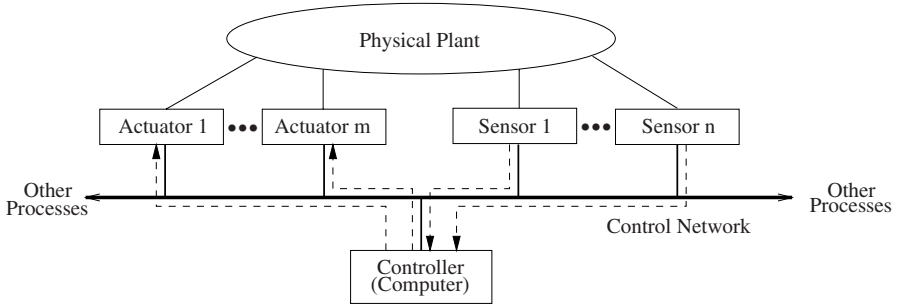 Physical Plant
Actuator 1
Actuator m
Sensor 1
Sensor n
Other
Processes
Other
Processes
Control Network
Controller
(Computer)